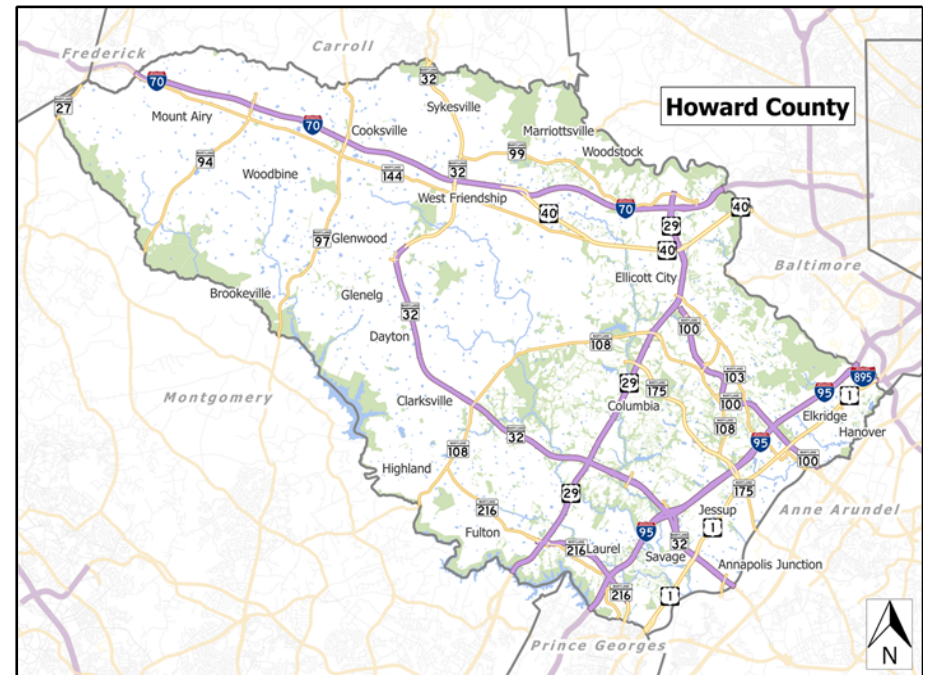 Frederick
Carroll
70
32
Howard County
27
Mount Airy
Sykesville
70
Cooksville
Marriottsville
94
99
Woodstock
Woodbine
144
32
West Friendship
40
70
40
29
97
Glenwood
40
Ellicott City
Baltimore
Brookeville
Glenelg
32
Dayton
100
108
103
895
29
175
95
1
Montgomery
Clarksville
Columbia
100
Elkridge
32
108
Hanover
108
95
100
Highland
29
175
216
Jessup
Anne Arundel
Fulton
95
1
216
Laurel
Savage
32
Annapolis Junction
216
1
Prince Georges
N